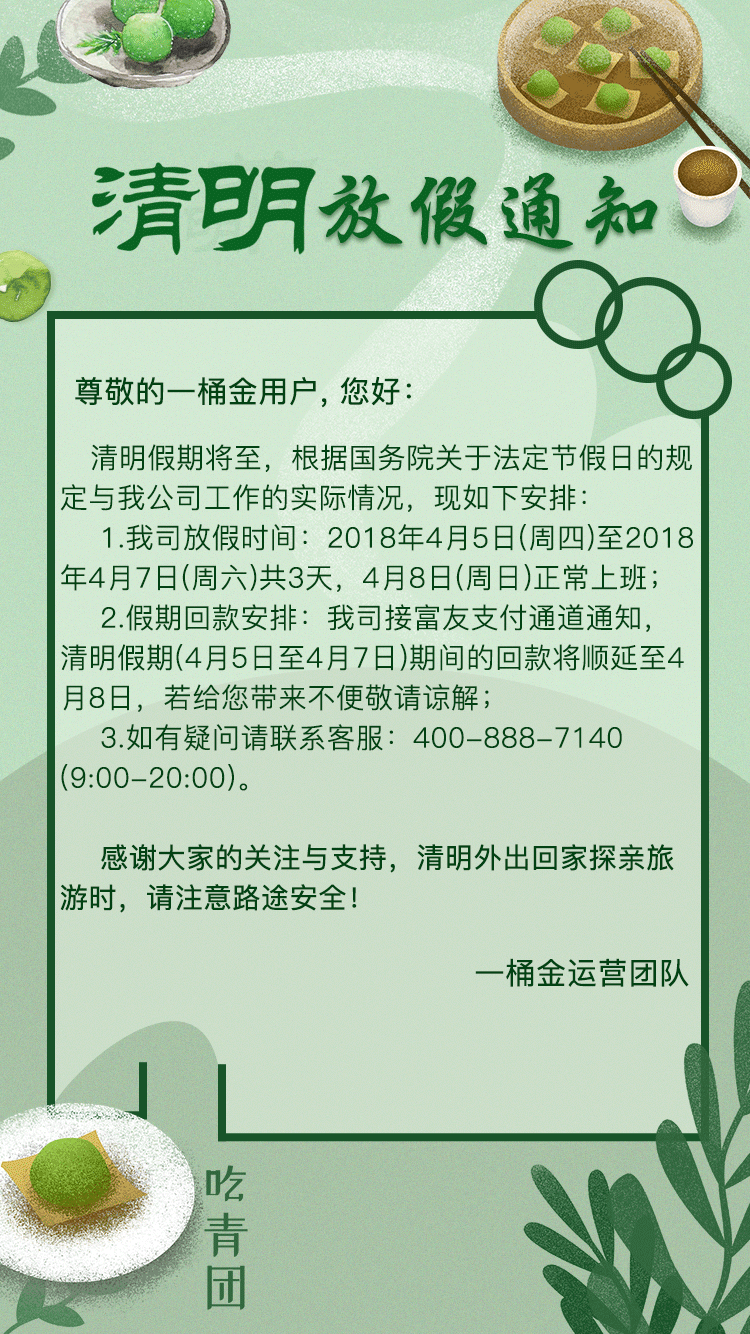 清明放假通知
尊敬的一桶金用户, 您好：
清明假期将至，根据国务院关于法定节假日的规
定与我公司工作的实际情况，现如下安排：
1.我司放假时间：2018年4月5日(周四)至2018
年4月7日(周六)共3天，4月8日(周日)正常上班；
2.假期回款安排：我司接富友支付通道通知，
清明假期(4月5日至4月7日)期间的回款将顺延至4
月8日，若给您带来不便敬请谅解；
3.如有疑问请联系客服：400-888-7140
(9:00-20:00)。
感谢大家的关注与支持，清明外出回家探亲旅
游时，请注意路途安全！
一桶金运营团队
吃青团